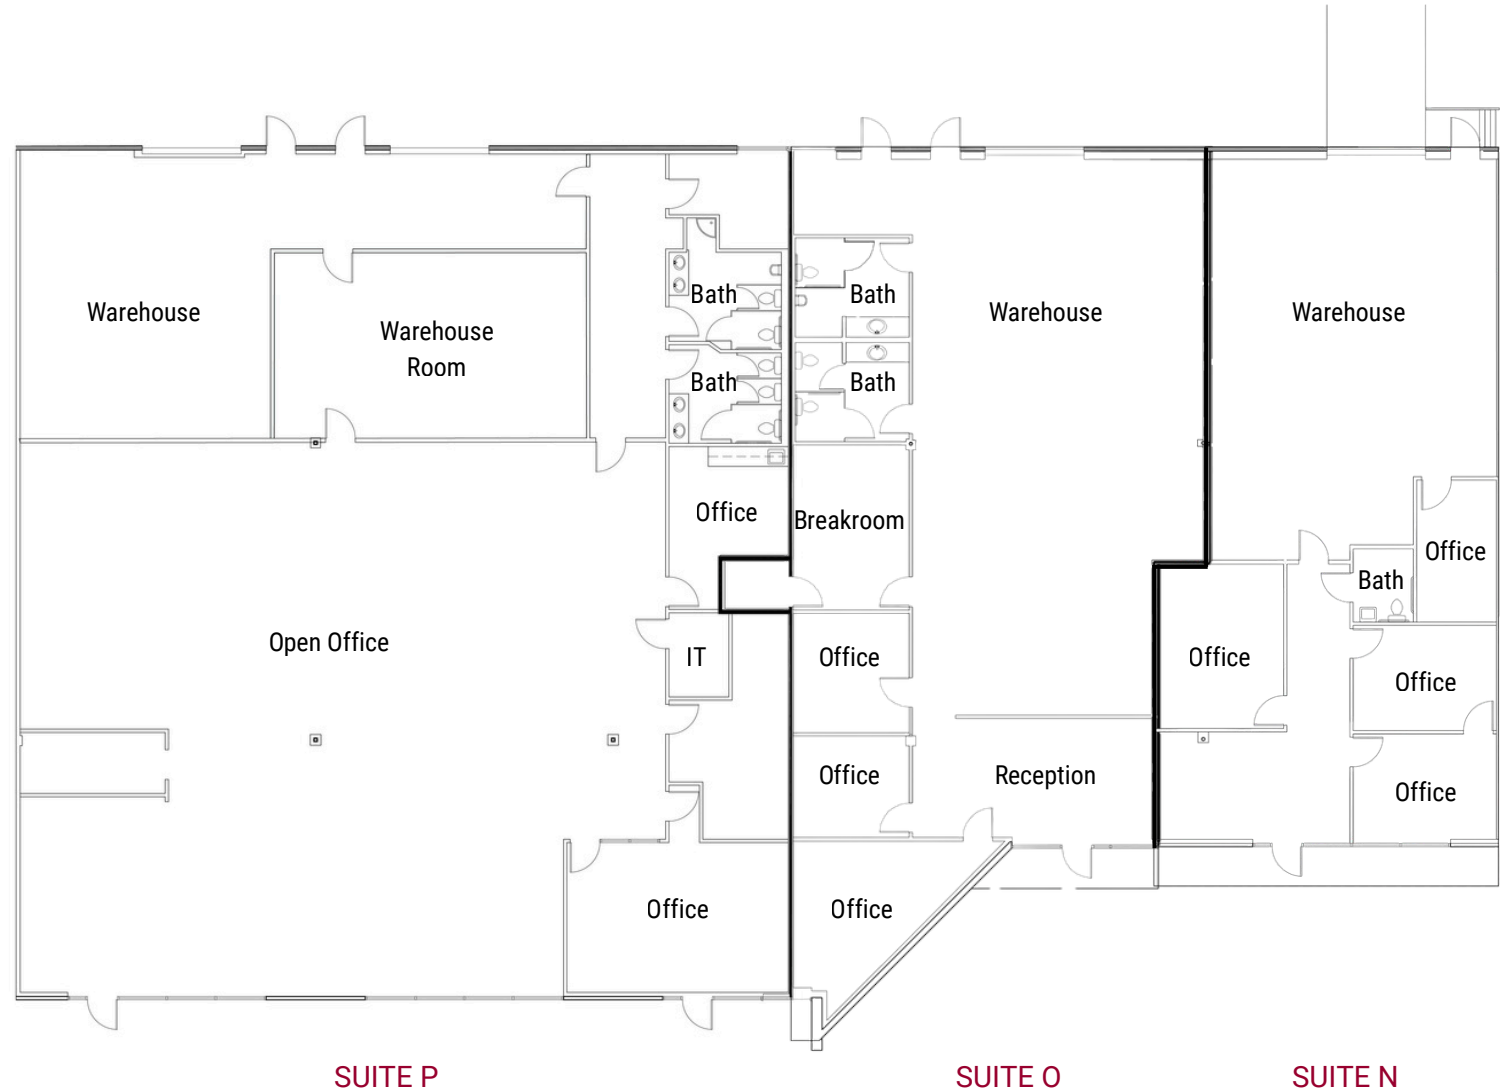 Bath
Bath
Warehouse
Warehouse
Warehouse
Warehouse
Room
Bath
Bath
Office
Breakroom
Office
Bath
Open Office
IT
Office
Office
Office
Office
Reception
Office
Office
Office
SUITE P
SUITE O
SUITE N